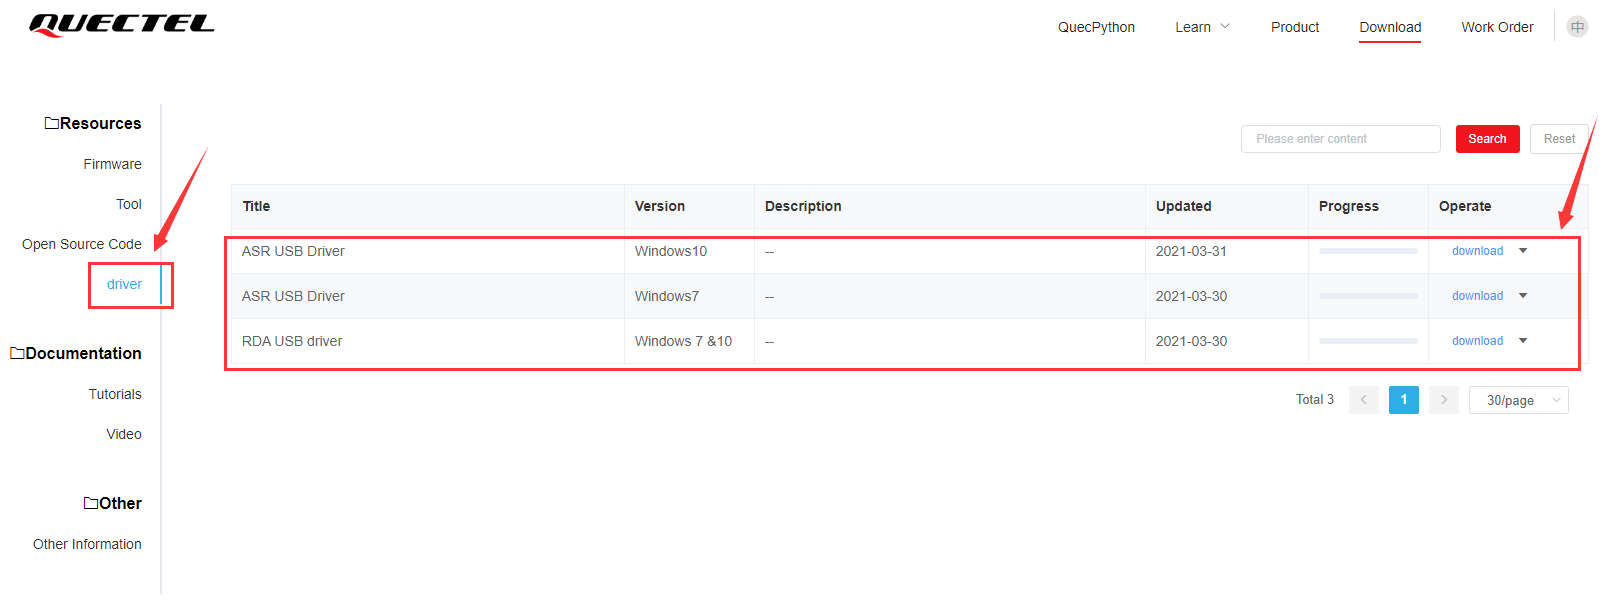 QUECTEL
QuecPython Learn Product Download Work Order 中
Resources
Firmware
Tool
Open Source Code
driver
Documentation
Tutorials
Video
Other
Other Information
Please enter content Search Reset
Title Version Description Updated Progress Operate
ASR USB Driver Windows10 -- 2021-03-31 download
ASR USB Driver Windows7 -- 2021-03-30 download
RDA USB driver Windows 7 &10 -- 2021-03-30 download
Total 3 1 30/page